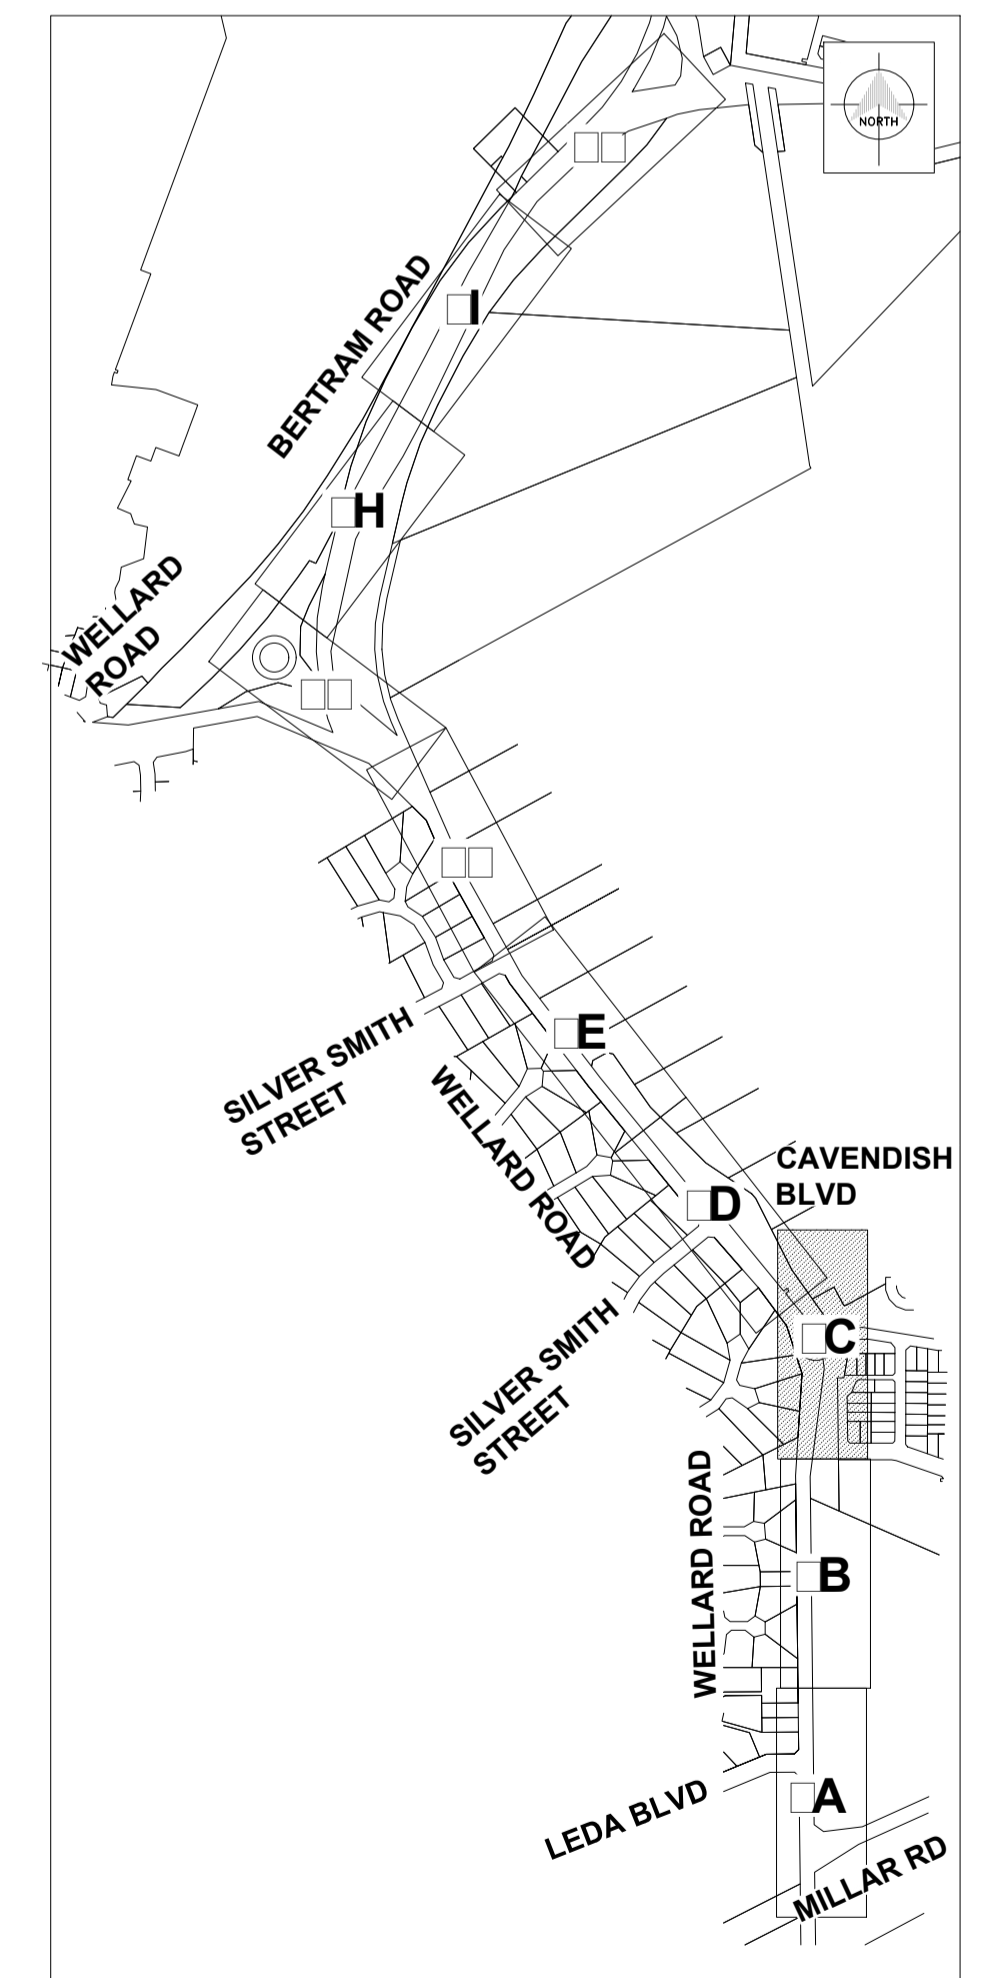 NORTH
BERTRAM ROAD
I
H
WELLARD
ROAD
E
SILVER SMITH
STREET
WELLARD ROAD
CAVENDISH
BLVD
D
SILVER SMITH
STREET
C
WELLARD ROAD
B
LEDA BLVD
A
MILLAR RD